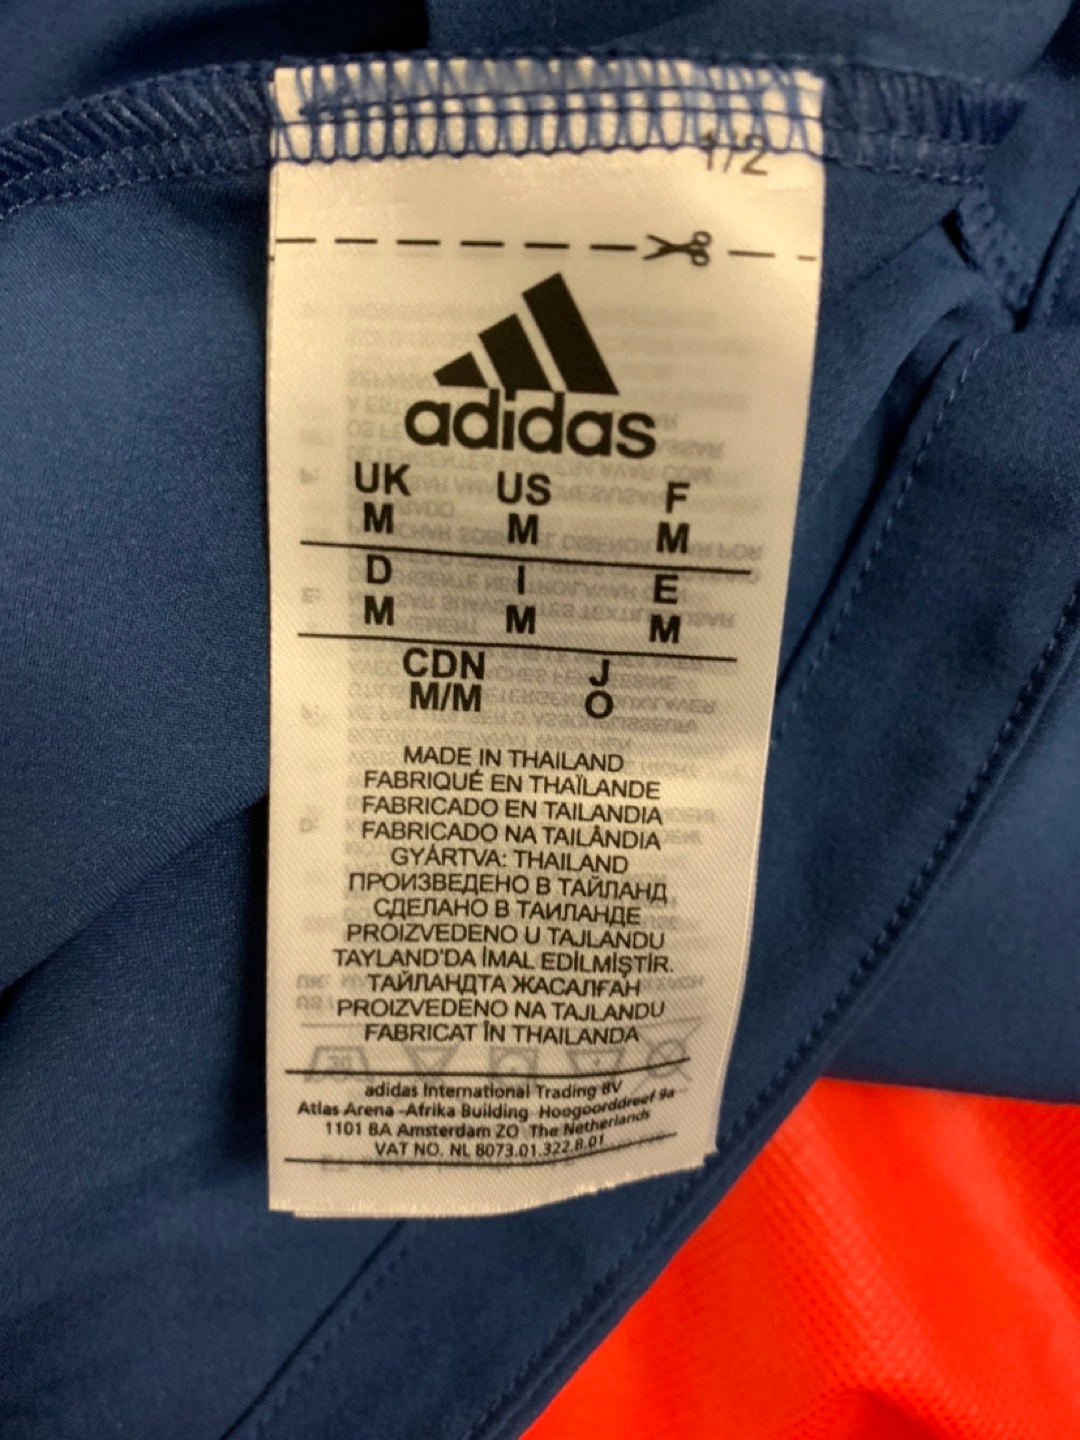 1/2
adidas
UK US F
M M M
D I E
M M M
CDN J
M/M O
MADE IN THAILAND
FABRIQUÉ EN THAÏLANDE
FABRICADO EN TAILANDIA
FABRICADO NA TAILÂNDIA
GYÁRTVA: THAILAND
ПРОИЗВЕДЕНО В ТАЙЛАНД
СДЕЛАНО В ТАИЛАНДЕ
PROIZVEDENO U TAJLANDU
TAYLAND'DA İMAL EDİLMİŞTİR.
ТАЙЛАНДТА ЖАСАЛҒАН
PROIZVEDENO NA TAJLANDU
FABRICAT ÎN THAILANDA
adidas International Trading BV
Atlas Arena -Afrika Building Hoogoorddreef 9a
1101 BA Amsterdam ZO The Netherlands
VAT NO. NL 8073.01.322.B.01